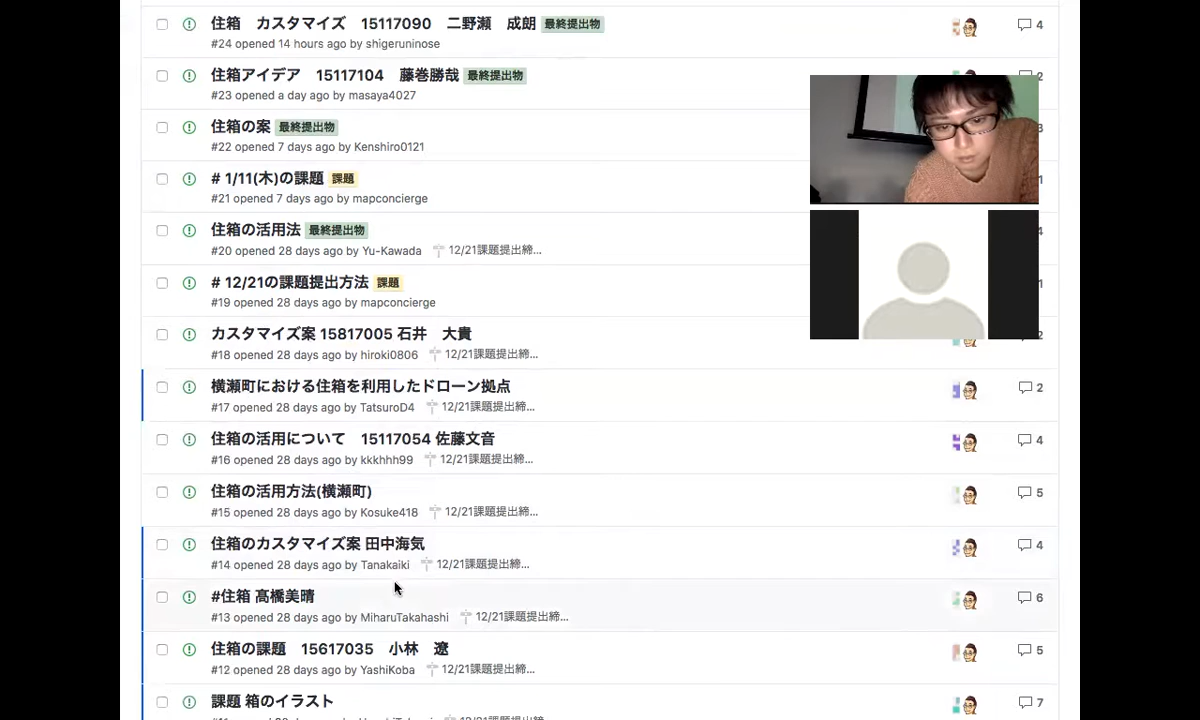 住箱　カスタマイズ　15117090　二野瀬　成朗 最終提出物
4
#24 opened 14 hours ago by shigeruninose
住箱アイデア　15117104　藤巻勝哉 最終提出物
2
#23 opened a day ago by masaya4027
住箱の案 最終提出物
3
#22 opened 7 days ago by Kenshiro0121
# 1/11(木)の課題 課題
1
#21 opened 7 days ago by mapconcierge
住箱の活用法 最終提出物
4
#20 opened 28 days ago by Yu-Kawada 12/21課題提出締...
# 12/21の課題提出方法 課題
1
#19 opened 28 days ago by mapconcierge
カスタマイズ案 15817005 石井　大貴
2
#18 opened 28 days ago by hiroki0806 12/21課題提出締...
横瀬町における住箱を利用したドローン拠点
2
#17 opened 28 days ago by TatsuroD4 12/21課題提出締...
住箱の活用について　15117054 佐藤文音
4
#16 opened 28 days ago by kkkhhh99 12/21課題提出締...
住箱の活用方法(横瀬町)
5
#15 opened 28 days ago by Kosuke418 12/21課題提出締...
住箱のカスタマイズ案 田中海気
4
#14 opened 28 days ago by Tanakaiki 12/21課題提出締...
#住箱 髙橋美晴
6
#13 opened 28 days ago by MiharuTakahashi 12/21課題提出締...
住箱の課題　15617035　小林　遼
5
#12 opened 28 days ago by YashiKoba 12/21課題提出締...
課題 箱のイラスト
7